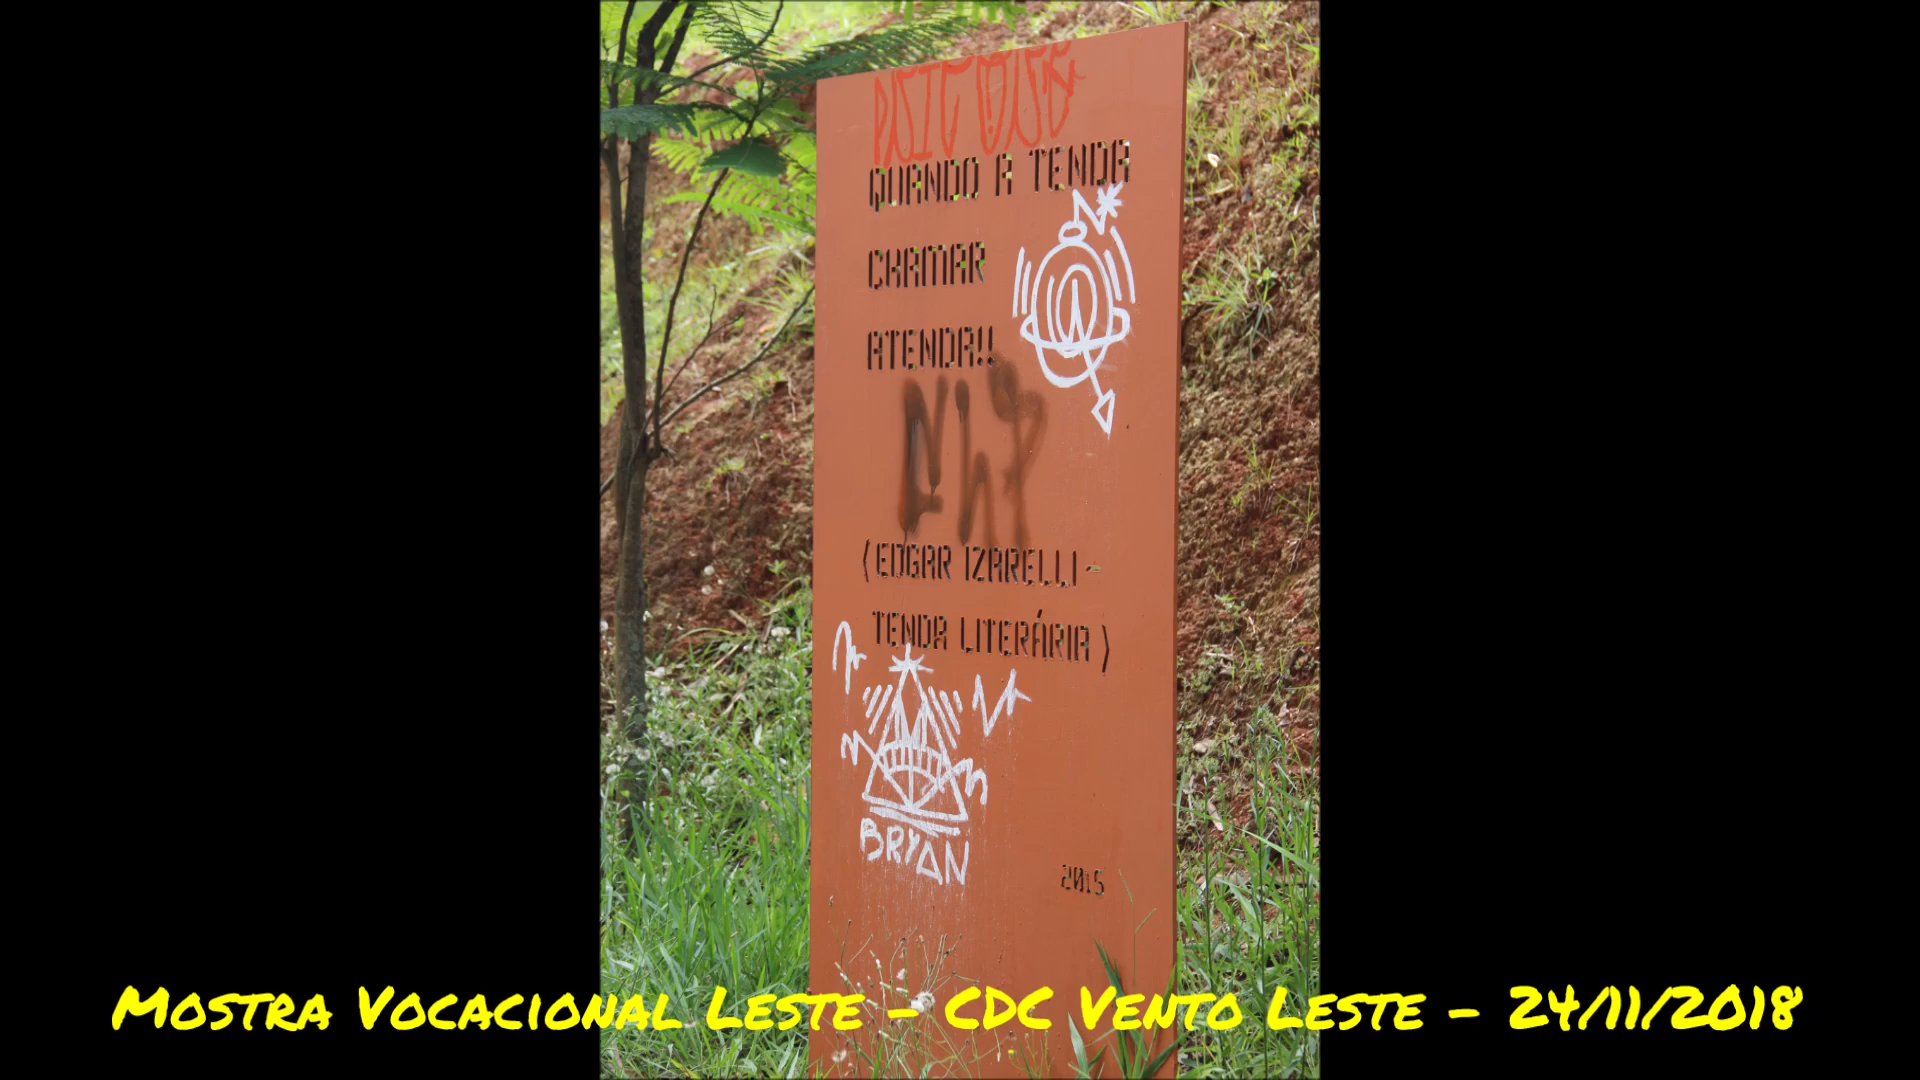 QUANDO A TENDA
CHAMAR
ATENDA!!
(EDGAR IZARELLI -
TENDA LITERÁRIA)
BRYAN
2015
Mostra Vocacional Leste - CDC Vento Leste - 24/11/2018